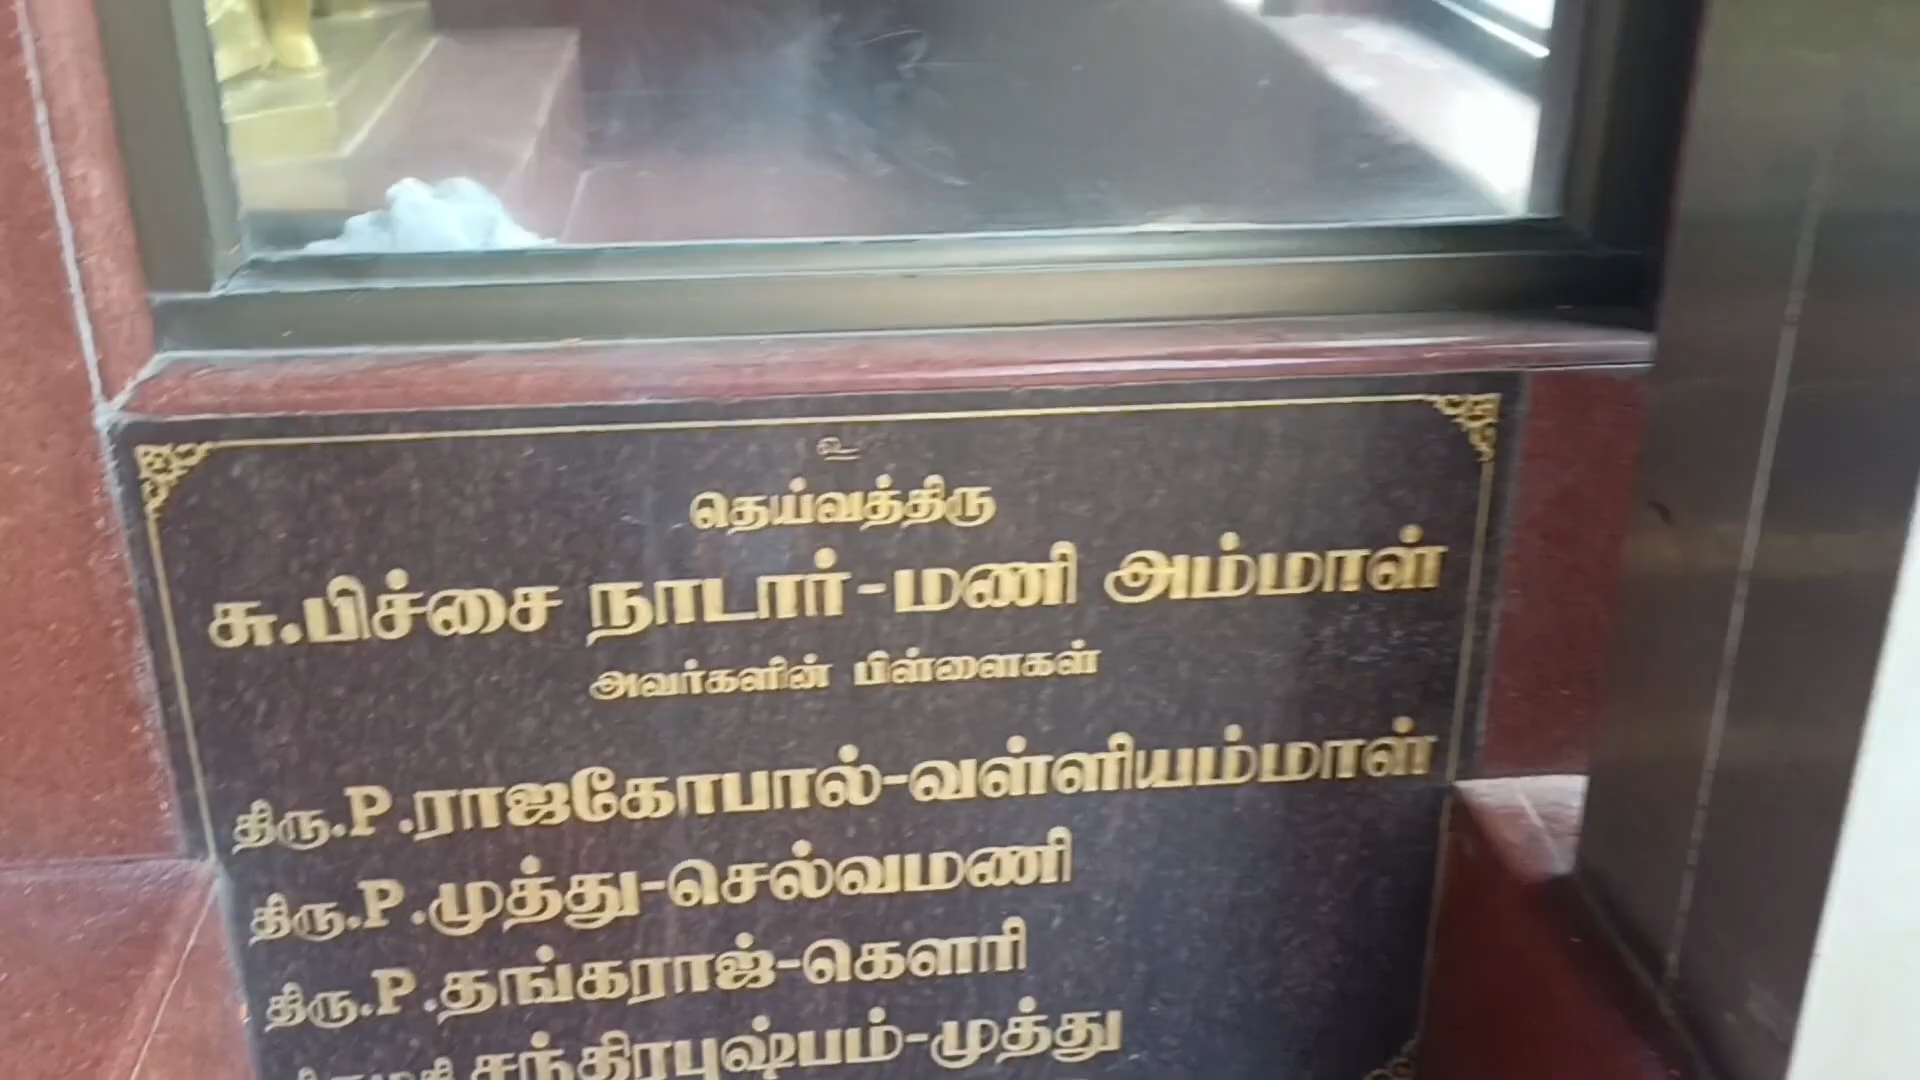 உ
தெய்வத்திரு
சு.பிச்சை நாடார்-மணி அம்மாள்
அவர்களின் பிள்ளைகள்
திரு.P.ராஜகோபால்-வள்ளியம்மாள்
திரு.P.முத்து-செல்வமணி
திரு.P.தங்கராஜ்-கௌரி
சந்திரபுஷ்பம்-முத்து